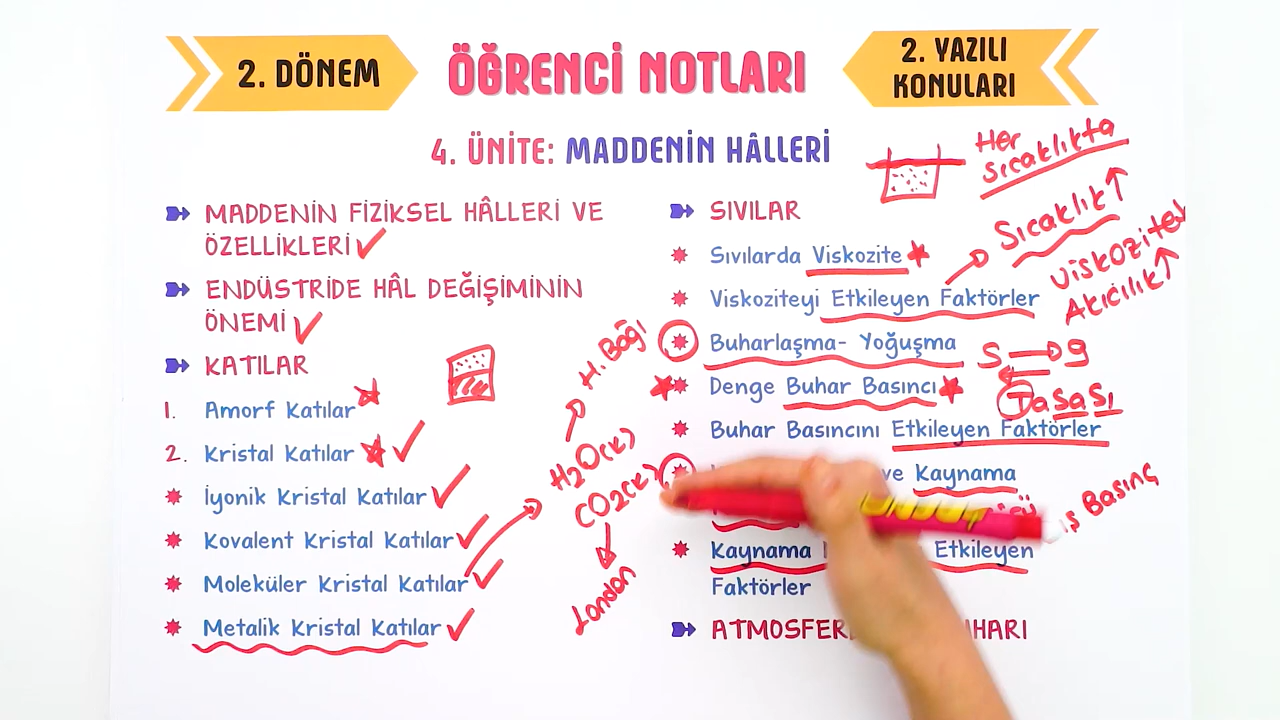 2. DÖNEM
ÖĞRENCİ NOTLARI
2. YAZILI
KONULARI
4. ÜNİTE: MADDENİN HÂLLERİ
MADDENİN FİZİKSEL HÂLLERİ VE
ÖZELLİKLERİ
ENDÜSTRİDE HÂL DEĞİŞİMİNİN
ÖNEMİ
KATILAR
1. Amorf Katılar
2. Kristal Katılar
İyonik Kristal Katılar
Kovalent Kristal Katılar
Moleküler Kristal Katılar
Metalik Kristal Katılar
H. Bağı
H2O(k)
CO2(k)
London
Her
sıcaklıkta
SIVILAR
Sıvılarda Viskozite
Sıcaklık↑
Viskoziteyi Etkileyen Faktörler
Akıcılık↑
Buharlaşma- Yoğuşma
S g
Denge Buhar Basıncı
TaSaSı
Buhar Basıncını Etkileyen Faktörler
ve Kaynama
Basınç
Kaynama Etkileyen
Faktörler